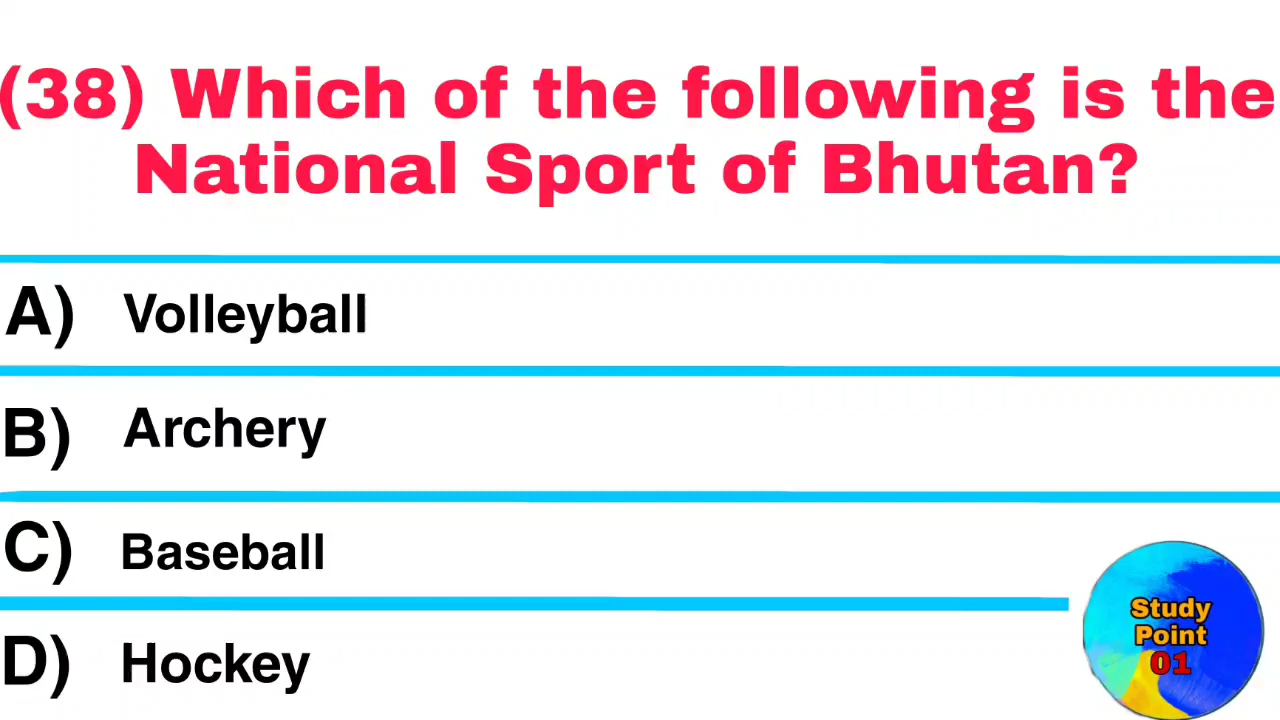 (38) Which of the following is the
National Sport of Bhutan?
A) Volleyball
B) Archery
C) Baseball
D) Hockey
Study
Point
01